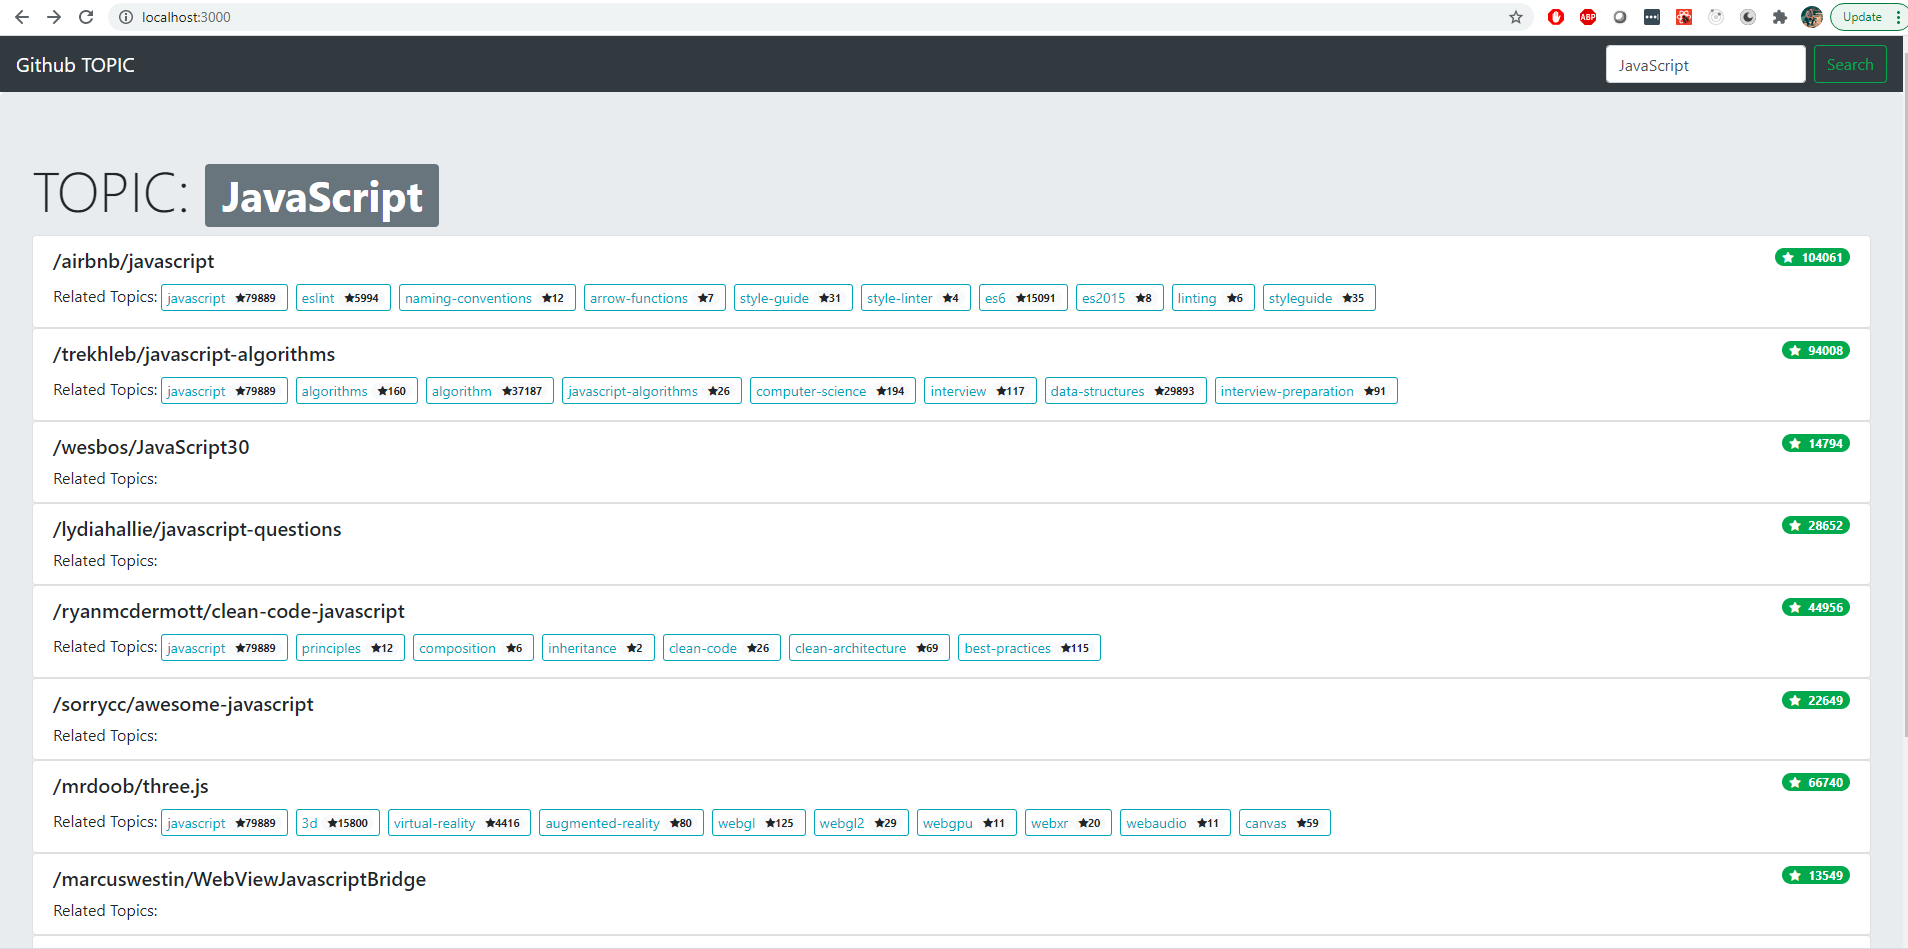 localhost:3000
ABP
Update
Github TOPIC
JavaScript
Search
TOPIC: JavaScript
/airbnb/javascript
104061
Related Topics: javascript ★79889 eslint ★5994 naming-conventions ★12 arrow-functions ★7 style-guide ★31 style-linter ★4 es6 ★15091 es2015 ★8 linting ★6 styleguide ★35
/trekhleb/javascript-algorithms
94008
Related Topics: javascript ★79889 algorithms ★160 algorithm ★37187 javascript-algorithms ★26 computer-science ★194 interview ★117 data-structures ★29893 interview-preparation ★91
/wesbos/JavaScript30
14794
Related Topics:
/lydiahallie/javascript-questions
28652
Related Topics:
/ryanmcdermott/clean-code-javascript
44956
Related Topics: javascript ★79889 principles ★12 composition ★6 inheritance ★2 clean-code ★26 clean-architecture ★69 best-practices ★115
/sorrycc/awesome-javascript
22649
Related Topics:
/mrdoob/three.js
66740
Related Topics: javascript ★79889 3d ★15800 virtual-reality ★4416 augmented-reality ★80 webgl ★125 webgl2 ★29 webgpu ★11 webxr ★20 webaudio ★11 canvas ★59
/marcuswestin/WebViewJavascriptBridge
13549
Related Topics: